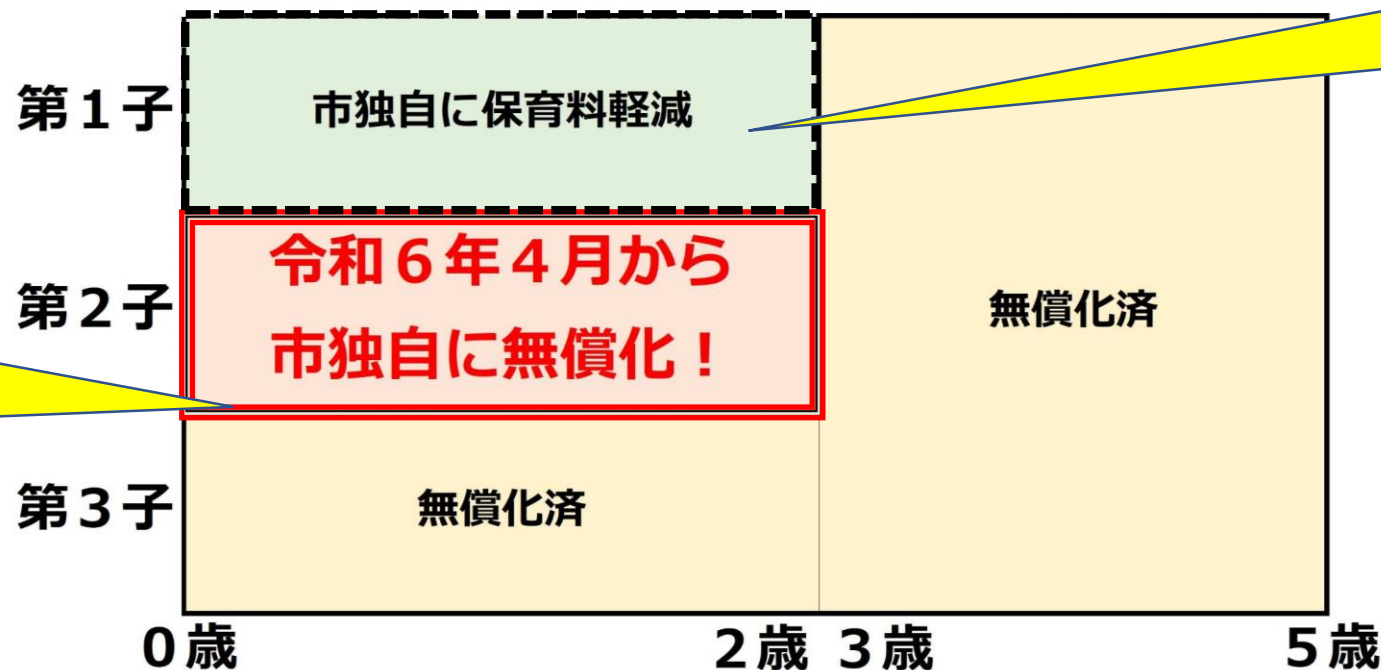 第１子
市独自に保育料軽減
第２子
令和６年４月から
市独自に無償化！
無償化済
第３子
無償化済
０歳
２歳
３歳
５歳